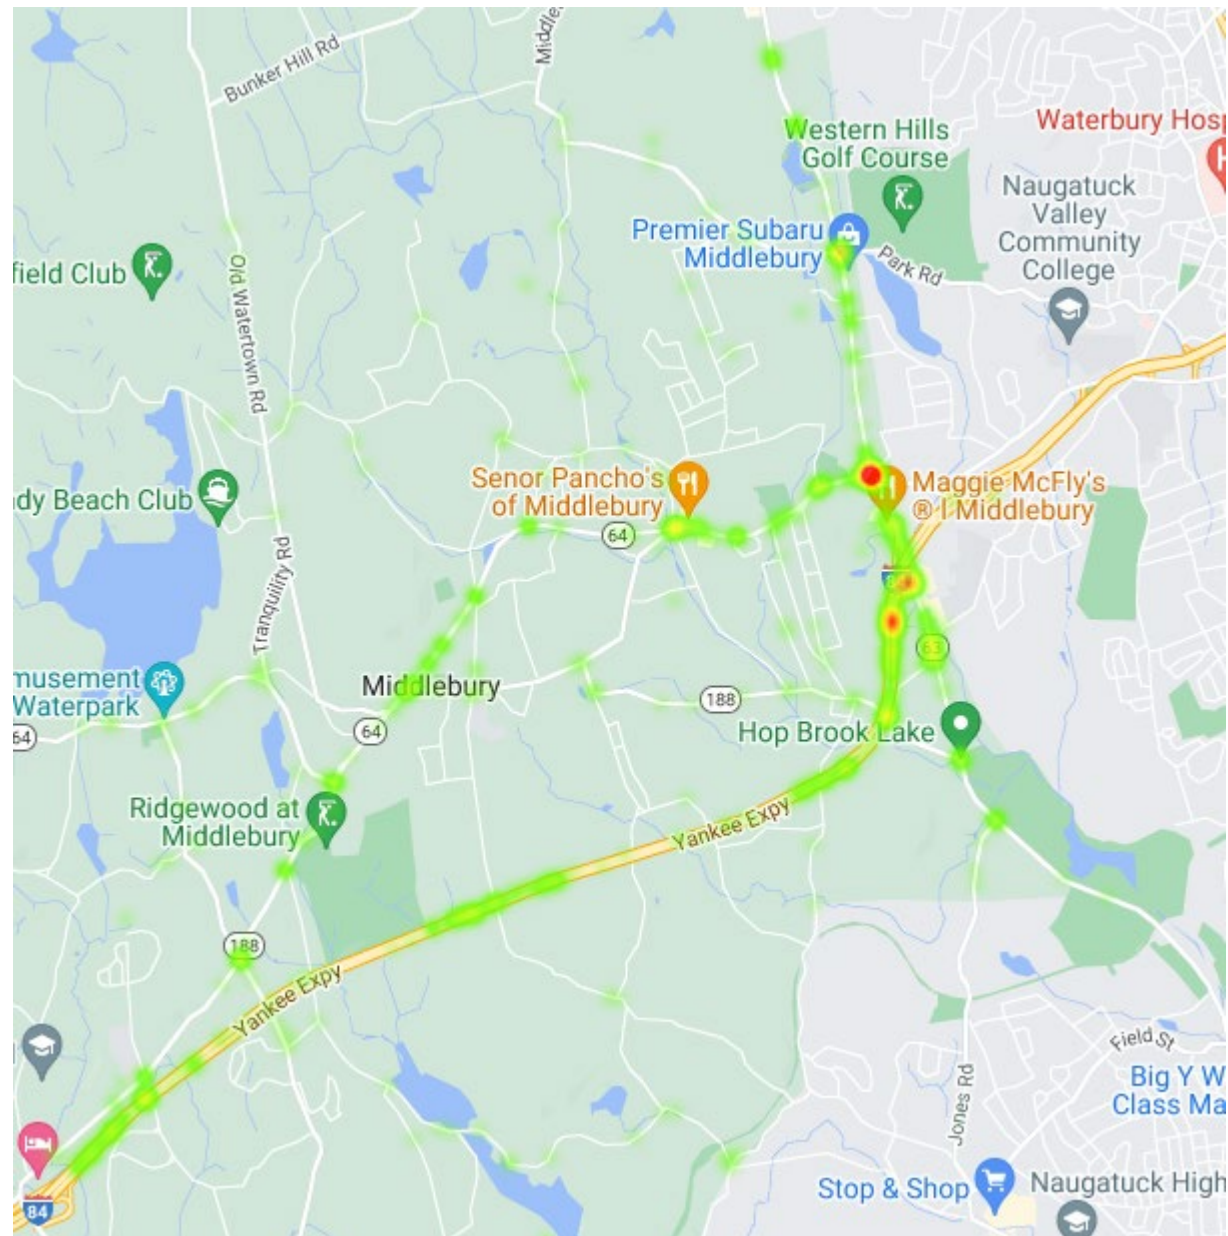 Bunker Hill Rd
Middle
Western Hills
Golf Course
Waterbury Hosp
H
Naugatuck
Valley
Community
College
Premier Subaru
Middlebury
Park Rd
field Club
Old Watertown Rd
Senor Pancho's
of Middlebury
Maggie McFly's
® I Middlebury
dy Beach Club
64
Tranquility Rd
63
musement
Waterpark
Middlebury
188
64
64
Hop Brook Lake
Ridgewood at
Middlebury
Yankee Expy
188
Yankee Expy
Field St
Big Y W
Class Ma
Jones Rd
Stop & Shop
Naugatuck High
84